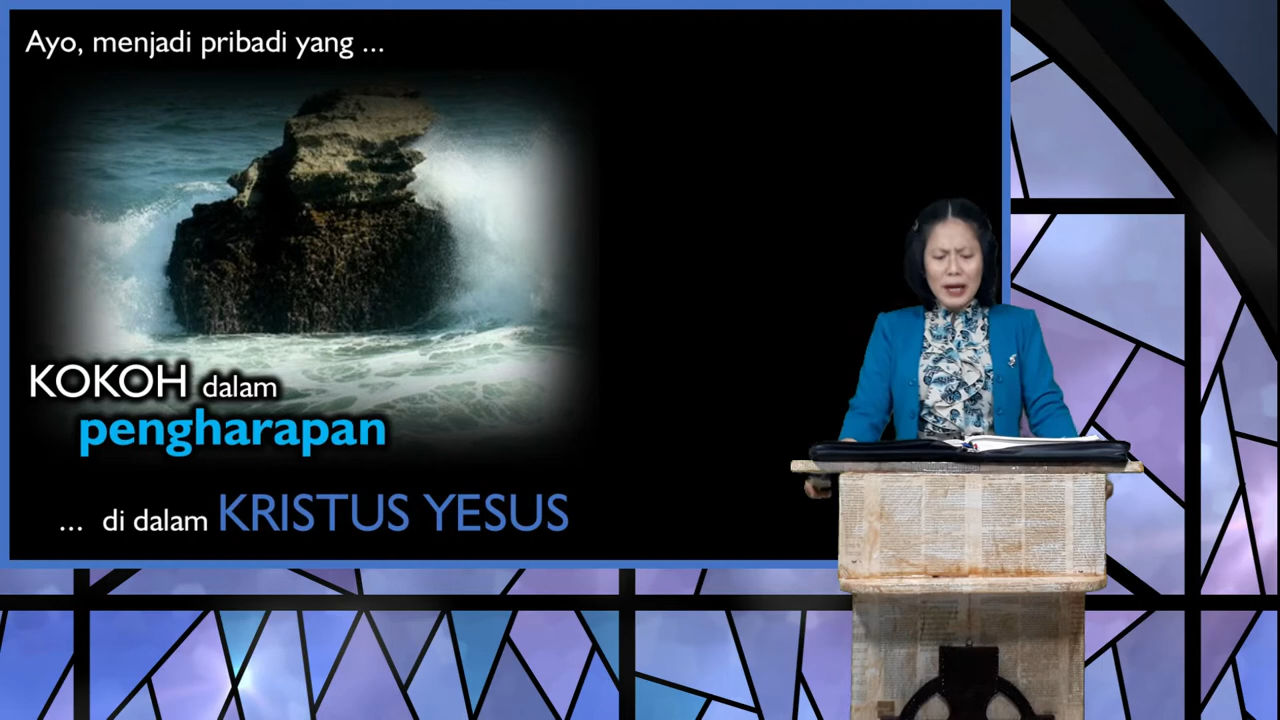 Ayo, menjadi pribadi yang ...
KOKOH dalam
pengharapan
... di dalam KRISTUS YESUS